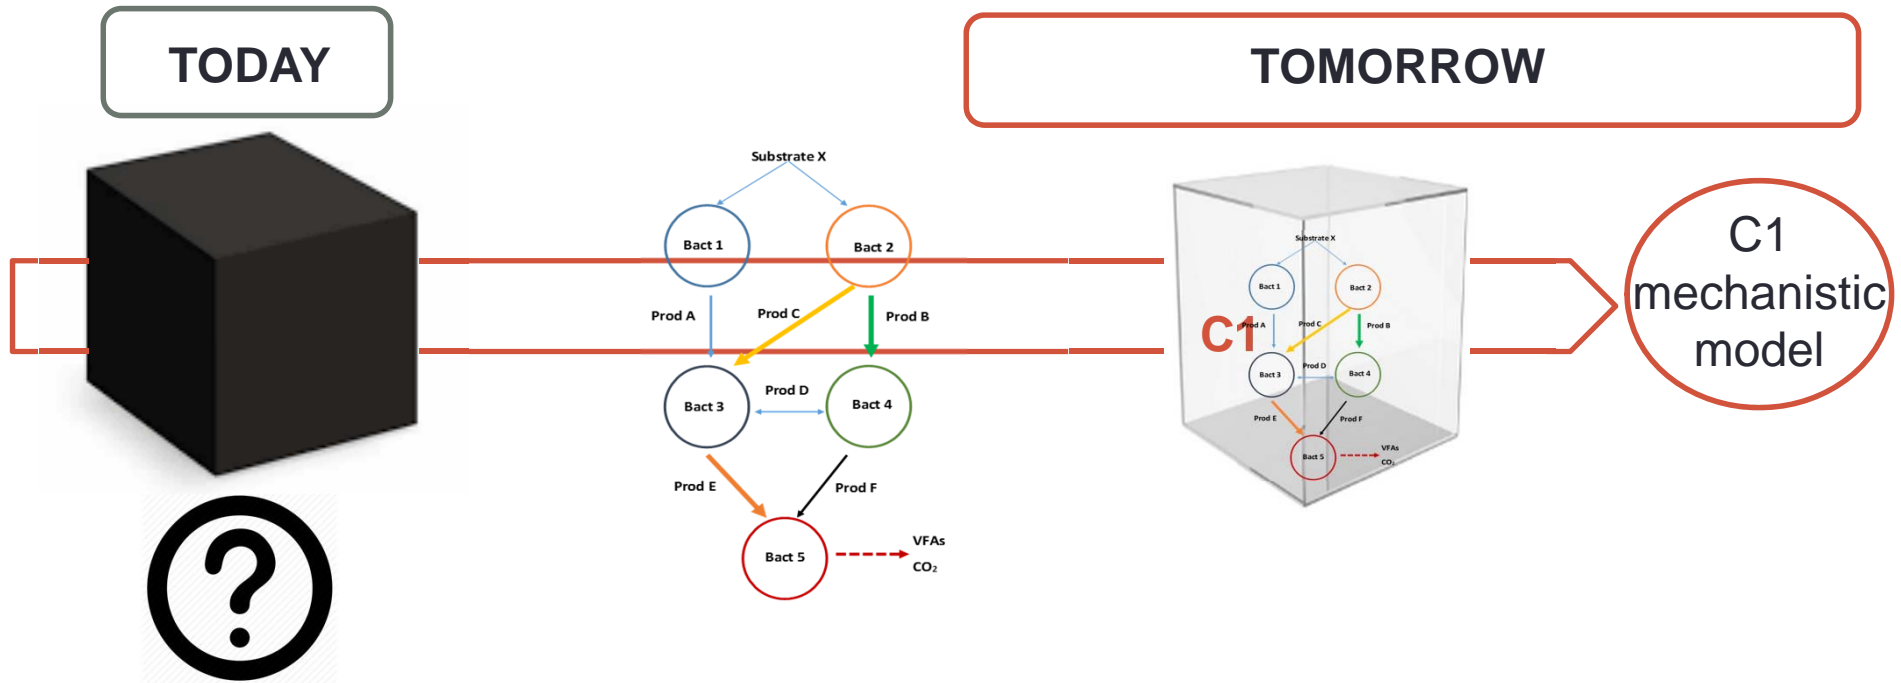 TODAY
TOMORROW
Substrate X
Bact 1
Bact 2
Prod A
Prod C
Prod B
Bact 3
Prod D
Bact 4
Prod E
Prod F
Bact 5
VFAs
CO₂
?
Substrate X
Bact 1
Bact 2
C1
Prod A
Prod C
Prod B
Bact 3
Prod D
Bact 4
Prod E
Prod F
Bact 5
VFAs
CO₂
C1
mechanistic
model